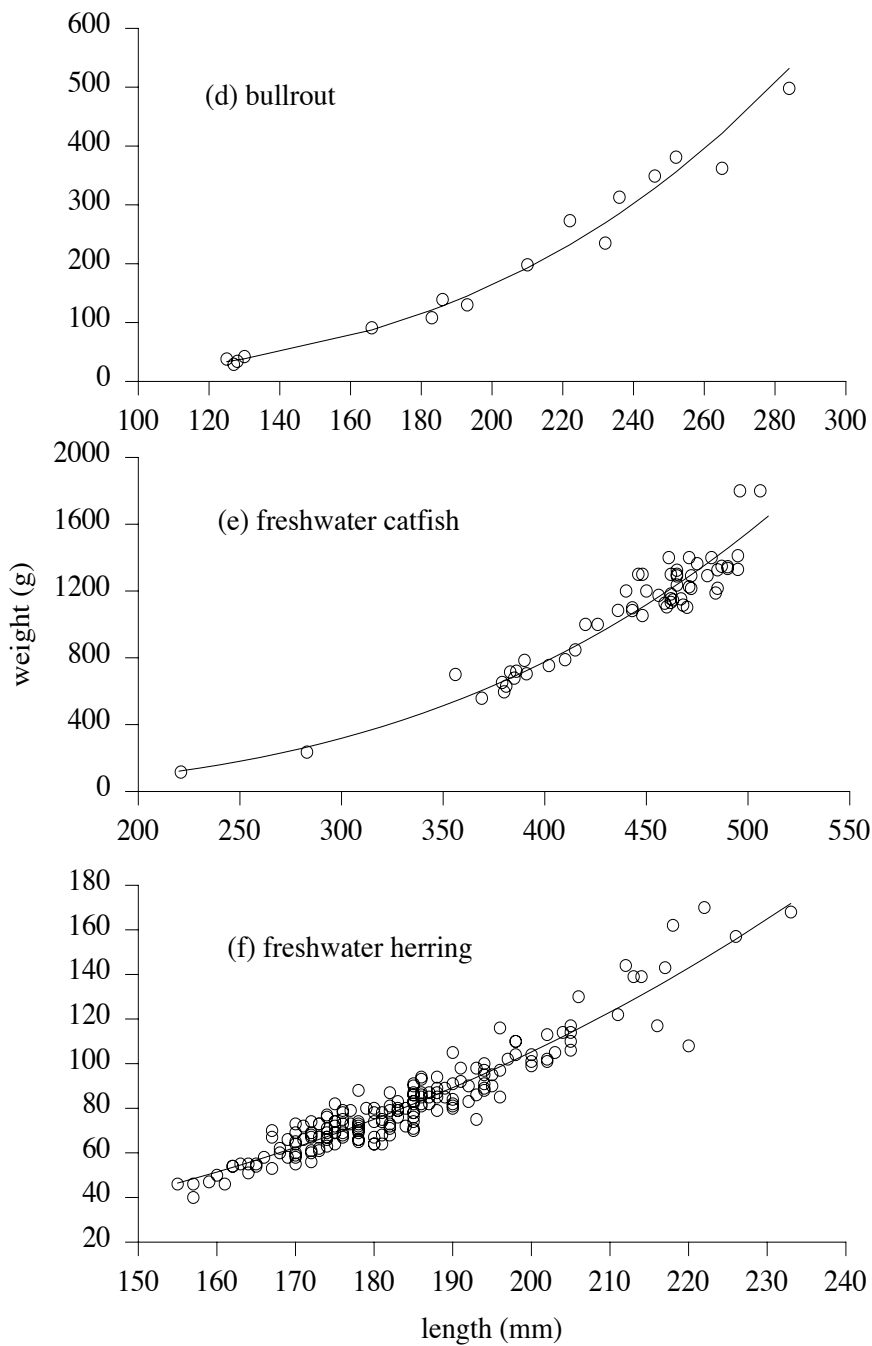 600
500
(d) bullrout
400
300
200
100
0
100 120 140 160 180 200 220 240 260 280 300
2000
1600
(e) freshwater catfish
1200
weight (g)
800
400
0
200 250 300 350 400 450 500 550
180
160
(f) freshwater herring
140
120
100
80
60
40
20
150 160 170 180 190 200 210 220 230 240
length (mm)